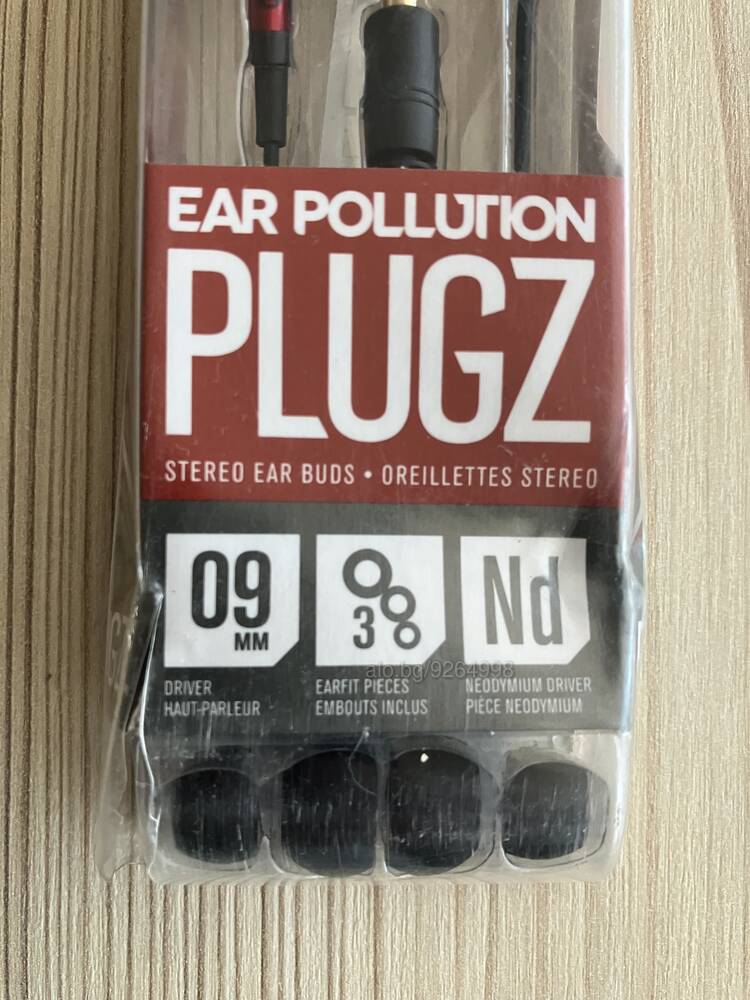 EAR POLLUTION
PLUGZ
STEREO EAR BUDS • OREILLETTES STEREO
09
MM
3
Nd
alo.bg/9264998
DRIVER
HAUT-PARLEUR
EARFIT PIECES
EMBOUTS INCLUS
NEODYMIUM DRIVER
PIÈCE NEODYMIUM